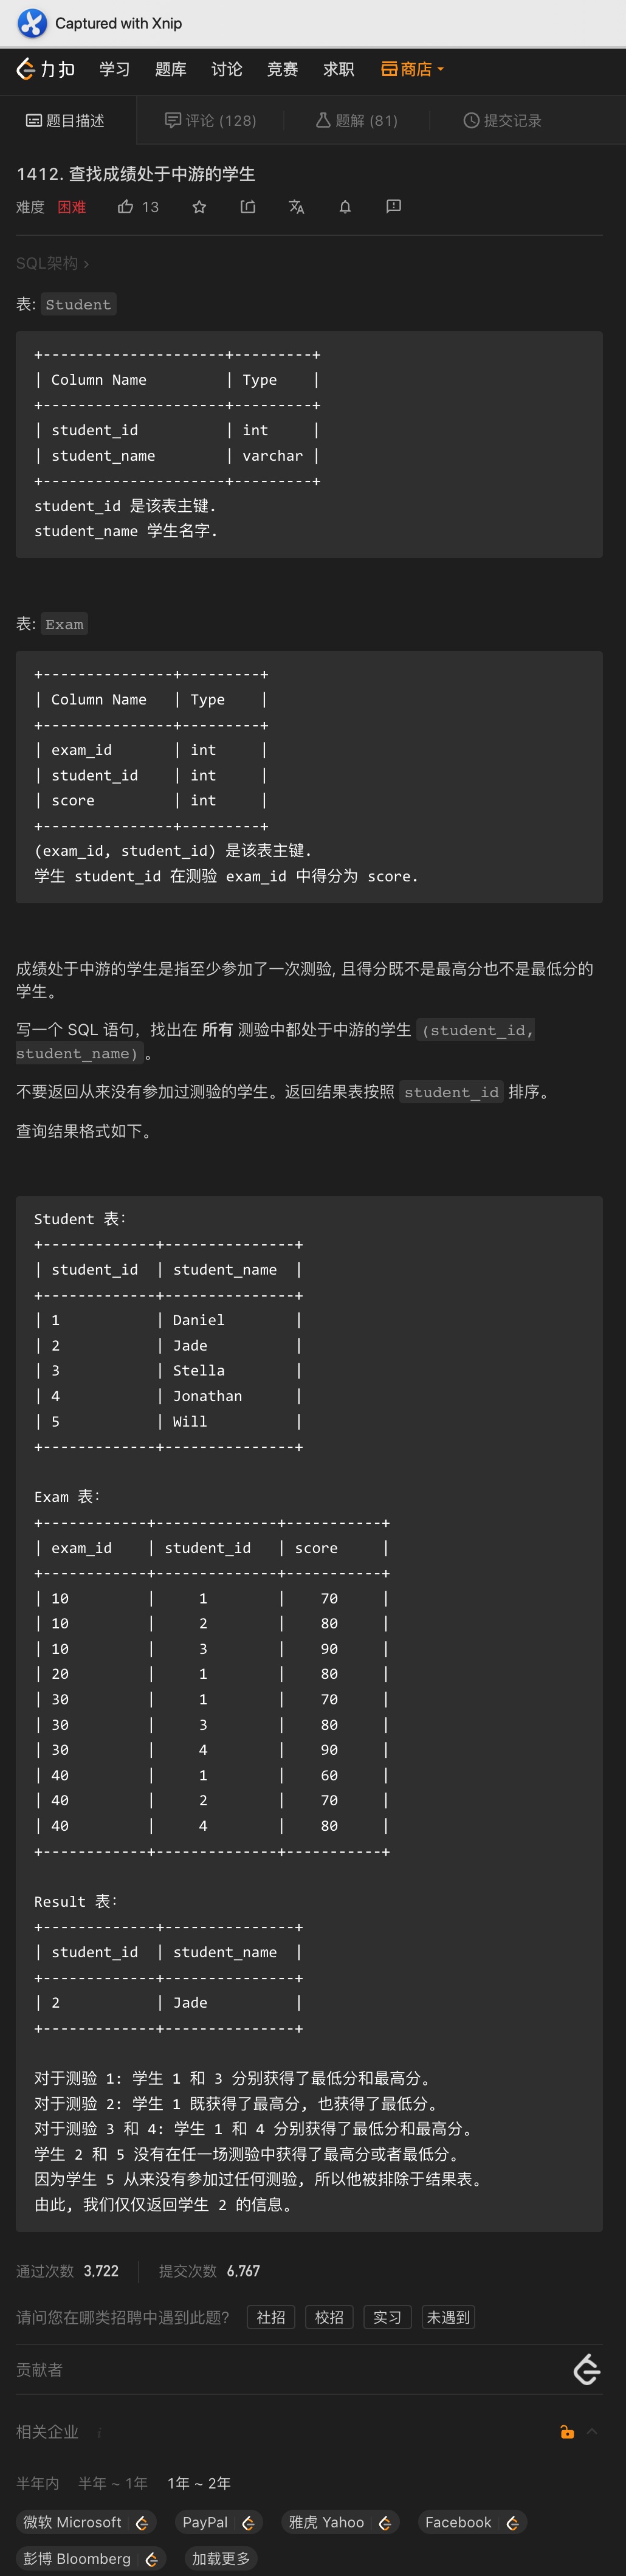 Captured with Xnip
力扣 学习 题库 讨论 竞赛 求职 商店
题目描述 评论 (128) 题解 (81) 提交记录
1412. 查找成绩处于中游的学生
难度 困难 13
SQL架构 ›
表: Student
+---------------------+---------+
| Column Name         | Type    |
+---------------------+---------+
| student_id          | int     |
| student_name        | varchar |
+---------------------+---------+
student_id 是该表主键.
student_name 学生名字.
表: Exam
+---------------+---------+
| Column Name   | Type    |
+---------------+---------+
| exam_id       | int     |
| student_id    | int     |
| score         | int     |
+---------------+---------+
(exam_id, student_id) 是该表主键.
学生 student_id 在测验 exam_id 中得分为 score.
成绩处于中游的学生是指至少参加了一次测验, 且得分既不是最高分也不是最低分的
学生。
写一个 SQL 语句，找出在 所有 测验中都处于中游的学生 (student_id,
student_name)。
不要返回从来没有参加过测验的学生。返回结果表按照 student_id 排序。
查询结果格式如下。
Student 表：
+-------------+---------------+
| student_id  | student_name  |
+-------------+---------------+
| 1           | Daniel        |
| 2           | Jade          |
| 3           | Stella        |
| 4           | Jonathan      |
| 5           | Will          |
+-------------+---------------+
Exam 表：
+------------+--------------+-----------+
| exam_id    | student_id   | score     |
+------------+--------------+-----------+
| 10         |     1        |    70     |
| 10         |     2        |    80     |
| 10         |     3        |    90     |
| 20         |     1        |    80     |
| 30         |     1        |    70     |
| 30         |     3        |    80     |
| 30         |     4        |    90     |
| 40         |     1        |    60     |
| 40         |     2        |    70     |
| 40         |     4        |    80     |
+------------+--------------+-----------+
Result 表：
+-------------+---------------+
| student_id  | student_name  |
+-------------+---------------+
| 2           | Jade          |
+-------------+---------------+
对于测验 1: 学生 1 和 3 分别获得了最低分和最高分。
对于测验 2: 学生 1 既获得了最高分, 也获得了最低分。
对于测验 3 和 4: 学生 1 和 4 分别获得了最低分和最高分。
学生 2 和 5 没有在任一场测验中获得了最高分或者最低分。
因为学生 5 从来没有参加过任何测验, 所以他被排除于结果表。
由此, 我们仅仅返回学生 2 的信息。
通过次数 3,722 提交次数 6,767
请问您在哪类招聘中遇到此题? 社招 校招 实习 未遇到
贡献者
相关企业 i
半年内 半年 ~ 1年 1年 ~ 2年
微软 Microsoft PayPal 雅虎 Yahoo Facebook
彭博 Bloomberg 加载更多